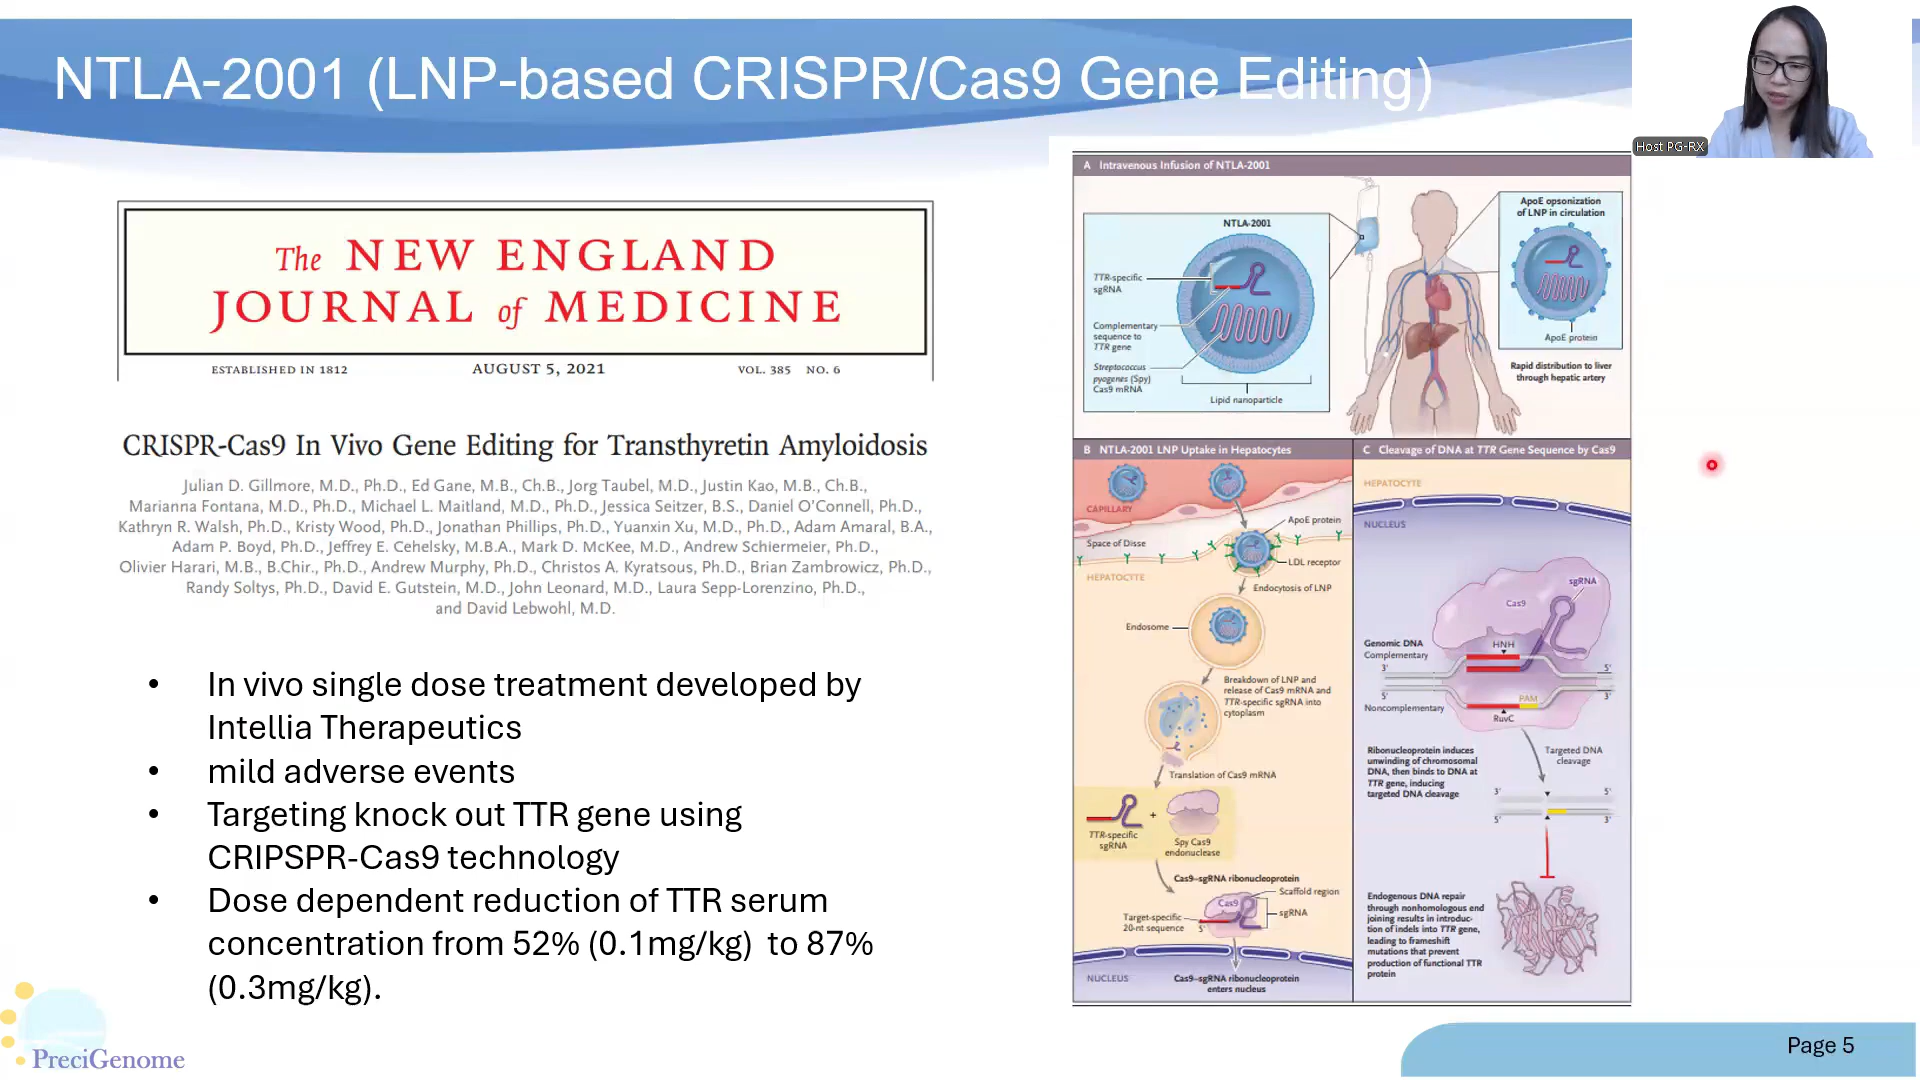 NTLA-2001 (LNP-based CRISPR/Cas9 Gene Editing)
Host PG-RX
The NEW ENGLAND
JOURNAL of MEDICINE
ESTABLISHED IN 1812
AUGUST 5, 2021
VOL. 385 NO. 6
CRISPR-Cas9 In Vivo Gene Editing for Transthyretin Amyloidosis
Julian D. Gillmore, M.D., Ph.D., Ed Gane, M.B., Ch.B., Jorg Taubel, M.D., Justin Kao, M.B., Ch.B.,
Marianna Fontana, M.D., Ph.D., Michael L. Maitland, M.D., Ph.D., Jessica Seitzer, B.S., Daniel O'Connell, Ph.D.,
Kathryn R. Walsh, Ph.D., Kristy Wood, Ph.D., Jonathan Phillips, Ph.D., Yuanxin Xu, M.D., Ph.D., Adam Amaral, B.A.,
Adam P. Boyd, Ph.D., Jeffrey E. Cehelsky, M.B.A., Mark D. McKee, M.D., Andrew Schiermeier, Ph.D.,
Olivier Harari, M.B., B.Chir., Ph.D., Andrew Murphy, Ph.D., Christos A. Kyratsous, Ph.D., Brian Zambrowicz, Ph.D.,
Randy Soltys, Ph.D., David E. Gutstein, M.D., John Leonard, M.D., Laura Sepp-Lorenzino, Ph.D.,
and David Lebwohl, M.D.
• In vivo single dose treatment developed by
Intellia Therapeutics
• mild adverse events
• Targeting knock out TTR gene using
CRIPSPR-Cas9 technology
• Dose dependent reduction of TTR serum
concentration from 52% (0.1mg/kg) to 87%
(0.3mg/kg).
A Intravenous Infusion of NTLA-2001
NTLA-2001
TTR-specific
sgRNA
Complementary
sequence to
TTR gene
Streptococcus
pyogenes (Spy)
Cas9 mRNA
Lipid nanoparticle
ApoE opsonization
of LNP in circulation
ApoE protein
Rapid distribution to liver
through hepatic artery
B NTLA-2001 LNP Uptake in Hepatocytes
CAPILLARY
ApoE protein
Space of Disse
LDL receptor
HEPATOCYTE
Endocytosis of LNP
Endosome
Breakdown of LNP and
release of Cas9 mRNA and
TTR-specific sgRNA into
cytoplasm
Translation of Cas9 mRNA
+
TTR-specific
sgRNA
Spy Cas9
endonuclease
Cas9–sgRNA ribonucleoprotein
Scaffold region
Cas9
sgRNA
Target-specific
20-nt sequence
5'
NUCLEUS
Cas9–sgRNA ribonucleoprotein
enters nucleus
C Cleavage of DNA at TTR Gene Sequence by Cas9
HEPATOCYTE
NUCLEUS
sgRNA
Cas9
Genomic DNA
Complementary
HNH
3'
5'
5'
3'
PAM
Noncomplementary
RuvC
Ribonucleoprotein induces
unwinding of chromosomal
DNA, then binds to DNA at
TTR gene, inducing
targeted DNA cleavage
Targeted DNA
cleavage
3'
5'
5'
3'
Endogenous DNA repair
through nonhomologous end
joining results in introduc-
tion of indels into TTR gene,
leading to frameshift
mutations that prevent
production of functional TTR
protein
PreciGenome
Page 5